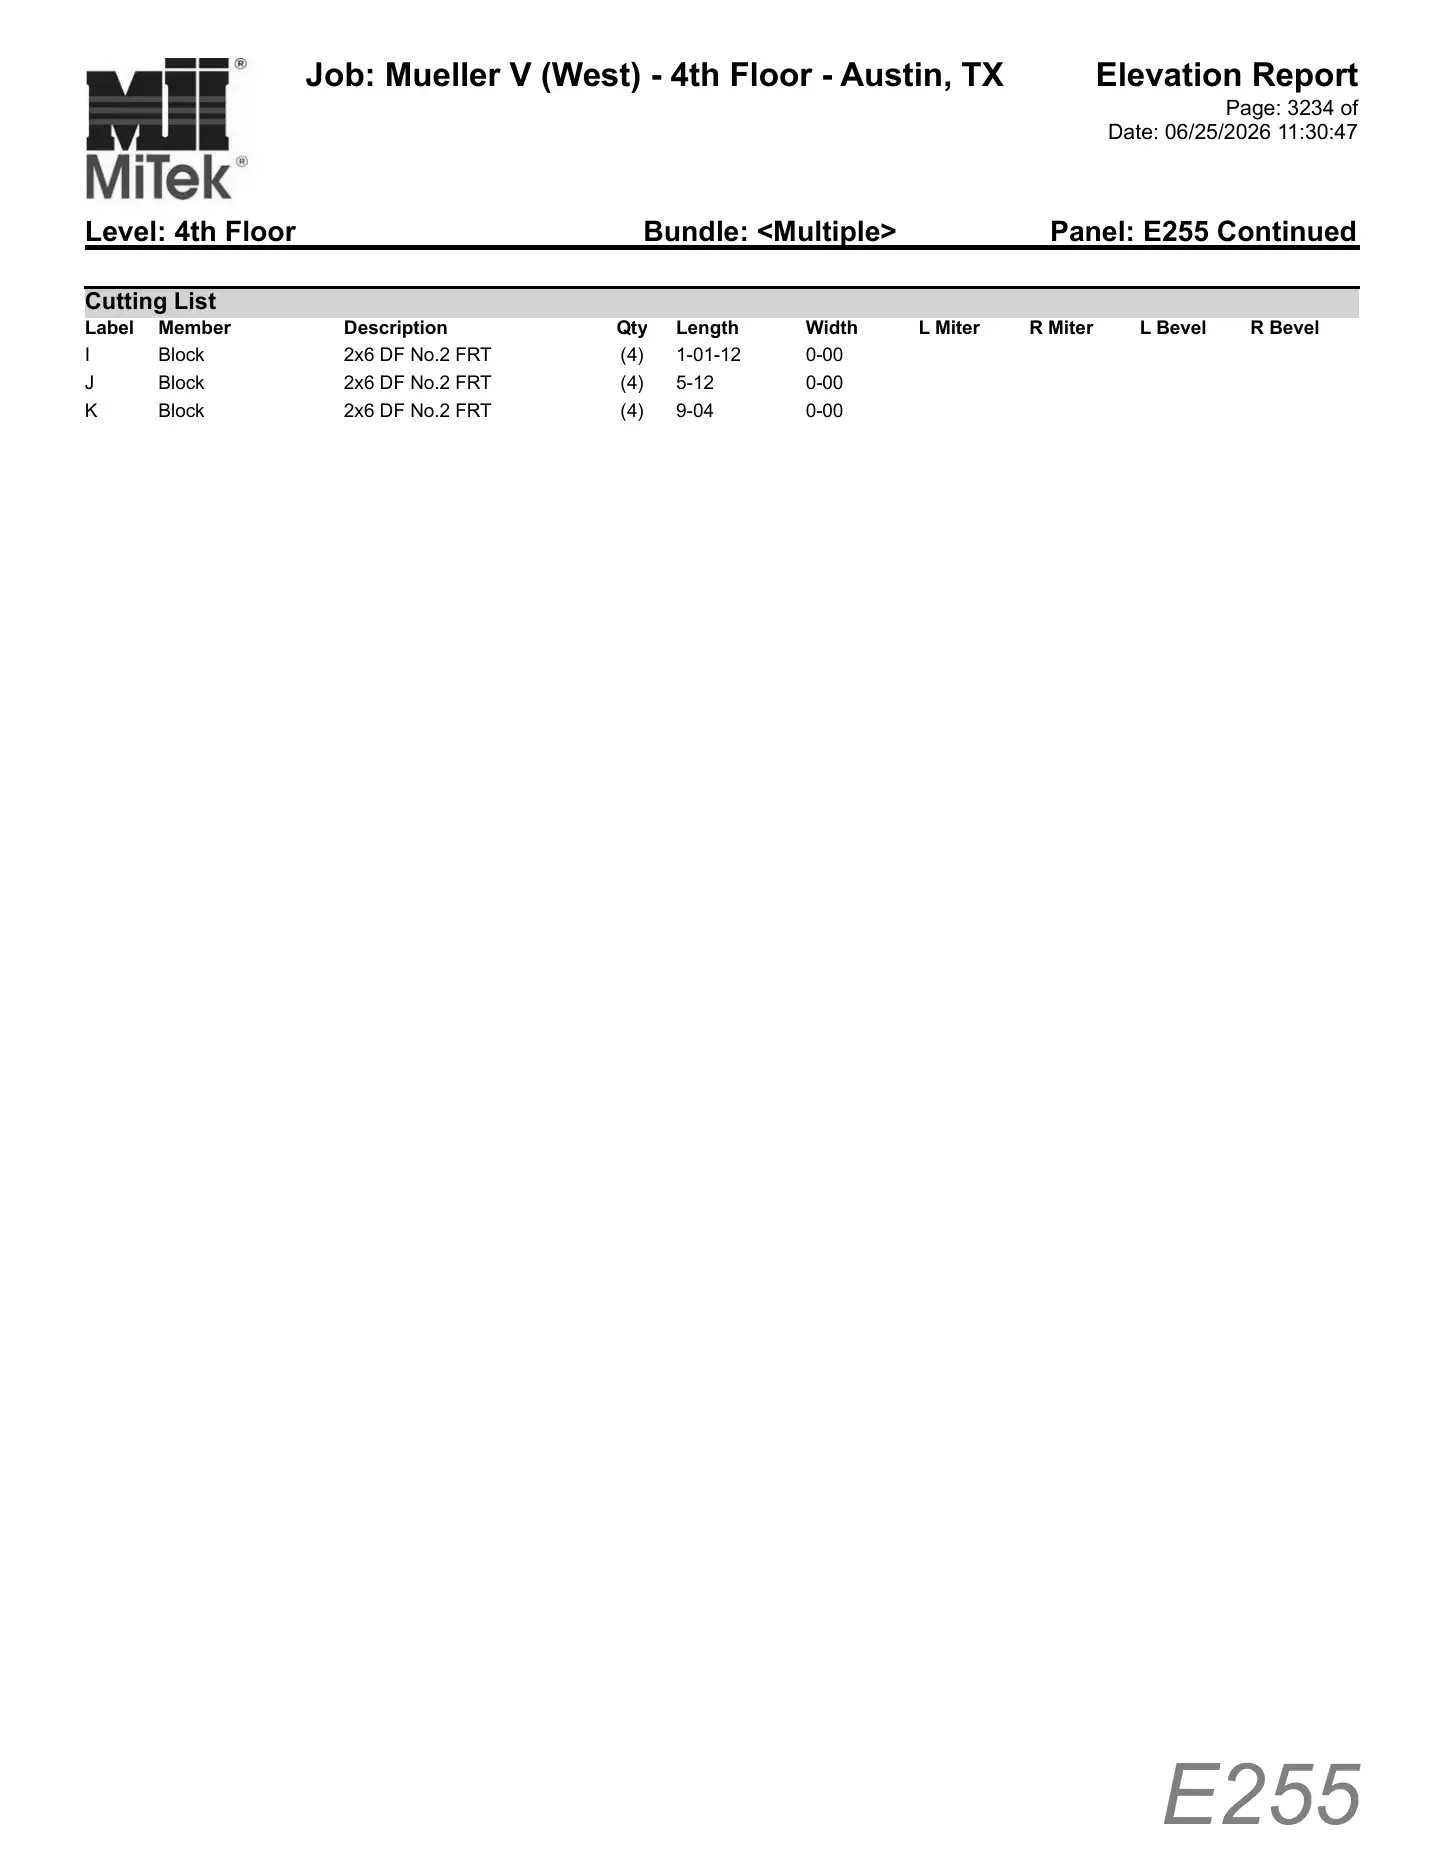 MiTek®
Job: Mueller V (West) - 4th Floor - Austin, TX
Elevation Report
Page: 3234 of
Date: 06/25/2026 11:30:47
Level: 4th Floor Bundle: <Multiple> Panel: E255 Continued
Cutting List
Label Member Description Qty Length Width L Miter R Miter L Bevel R Bevel
I Block 2x6 DF No.2 FRT (4) 1-01-12 0-00
J Block 2x6 DF No.2 FRT (4) 5-12 0-00
K Block 2x6 DF No.2 FRT (4) 9-04 0-00
E255